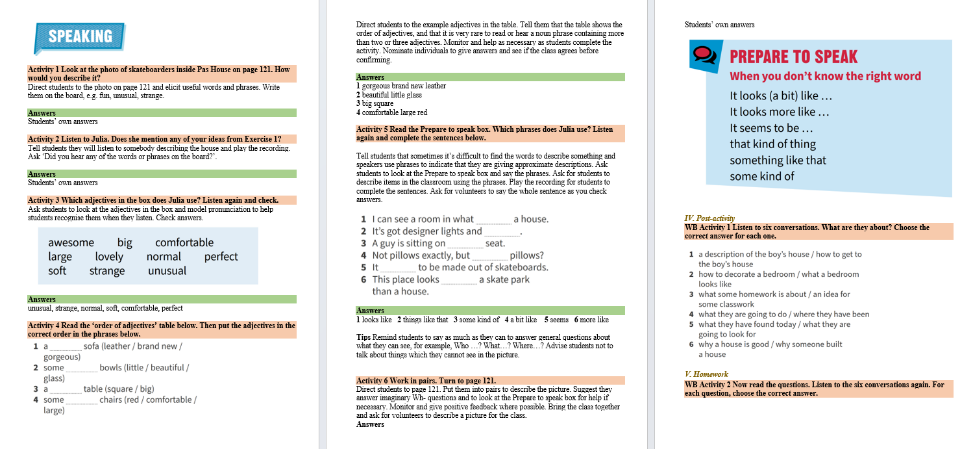 SPEAKING
Activity 1 Look at the photo of skateboarders inside Pas House on page 121. How
would you describe it?
Direct students to the photo on page 121 and elicit useful words and phrases. Write
them on the board, e.g. fun, unusual, strange.
Answers
Students' own answers
Activity 2 Listen to Julia. Does she mention any of your ideas from Exercise 1?
Tell students they will listen to somebody describing the house and play the recording.
Ask 'Did you hear any of the words or phrases on the board?'.
Answers
Students' own answers
Activity 3 Which adjectives in the box does Julia use? Listen again and check.
Ask students to look at the adjectives in the box and model pronunciation to help
students recognise them when they listen. Check answers.
awesome big comfortable
large lovely normal perfect
soft strange unusual
Answers
unusual, strange, normal, soft, comfortable, perfect
Activity 4 Read the 'order of adjectives' table below. Then put the adjectives in the
correct order in the phrases below.
1 a ______ sofa (leather / brand new /
gorgeous)
2 some ______ bowls (little / beautiful /
glass)
3 a ______ table (square / big)
4 some ______ chairs (red / comfortable /
large)
Direct students to the example adjectives in the table. Tell them that the table shows the
order of adjectives, and that it is very rare to read or hear a noun phrase containing more
than two or three adjectives. Monitor and help as necessary as students complete the
activity. Nominate individuals to give answers and see if the class agrees before
confirming.
Answers
1 gorgeous brand new leather
2 beautiful little glass
3 big square
4 comfortable large red
Activity 5 Read the Prepare to speak box. Which phrases does Julia use? Listen
again and complete the sentences below.
Tell students that sometimes it's difficult to find the words to describe something and
speakers use phrases to indicate that they are giving approximate descriptions. Ask
students to look at the Prepare to speak box and say the phrases. Ask for students to
describe items in the classroom using the phrases. Play the recording for students to
complete the sentences. Ask for volunteers to say the whole sentence as you check
answers.
1 I can see a room in what ______ a house.
2 It's got designer lights and ______.
3 A guy is sitting on ______ seat.
4 Not pillows exactly, but ______ pillows?
5 It ______ to be made out of skateboards.
6 This place looks ______ a skate park
than a house.
Answers
1 looks like 2 things like that 3 some kind of 4 a bit like 5 seems 6 more like
Tips Remind students to say as much as they can to answer general questions about
what they can see, for example, Who…? What…? Where…? Advise students not to
talk about things which they cannot see in the picture.
Activity 6 Work in pairs. Turn to page 121.
Direct students to page 121. Put them into pairs to describe the picture. Suggest they
answer imaginary Wh- questions and to look at the Prepare to speak box for help if
necessary. Monitor and give positive feedback where possible. Bring the class together
and ask for volunteers to describe a picture for the class.
Answers
Students' own answers
PREPARE TO SPEAK
When you don't know the right word
It looks (a bit) like …
It looks more like …
It seems to be …
that kind of thing
something like that
some kind of
IV. Post-activity
WB Activity 1 Listen to six conversations. What are they about? Choose the
correct answer for each one.
1 a description of the boy's house / how to get to
the boy's house
2 how to decorate a bedroom / what a bedroom
looks like
3 what some homework is about / an idea for
some classwork
4 what they are going to do / where they have been
5 what they have found today / what they are
going to look for
6 why a house is good / why someone built
a house
V. Homework
WB Activity 2 Now read the questions. Listen to the six conversations again. For
each question, choose the correct answer.